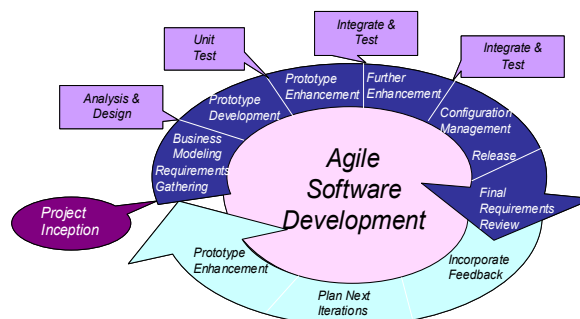 Unit
Test
Integrate &
Test
Integrate &
Test
Analysis &
Design
Project
Inception
Business
Modeling
Requirements
Gathering
Prototype
Development
Prototype
Enhancement
Further
Enhancement
Configuration
Management
Release
Final
Requirements
Review
Incorporate
Feedback
Plan Next
Iterations
Prototype
Enhancement
Agile
Software
Development